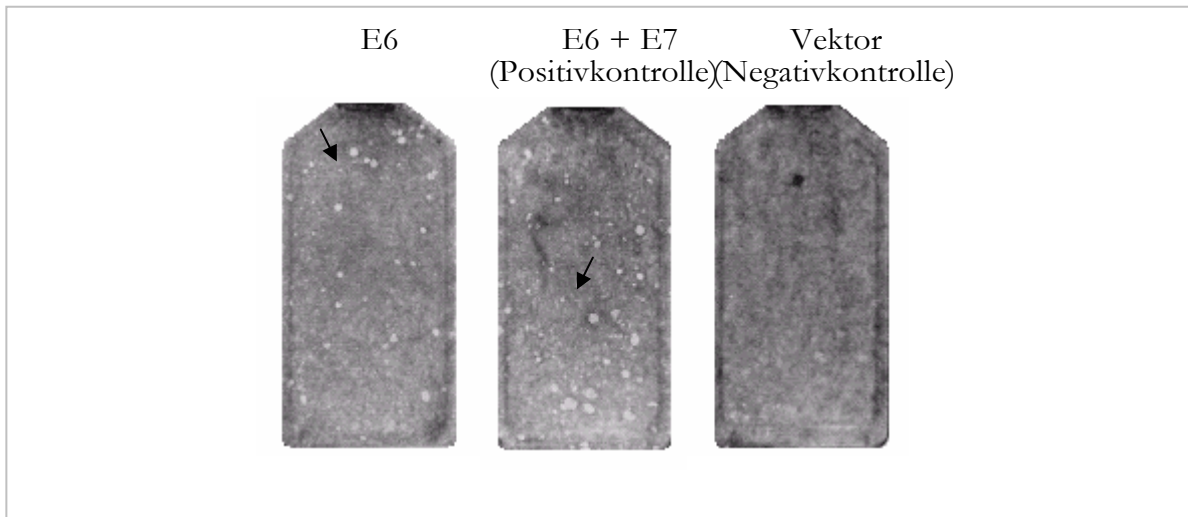 E6
E6 + E7
(Positivkontrolle)
Vektor
(Negativkontrolle)